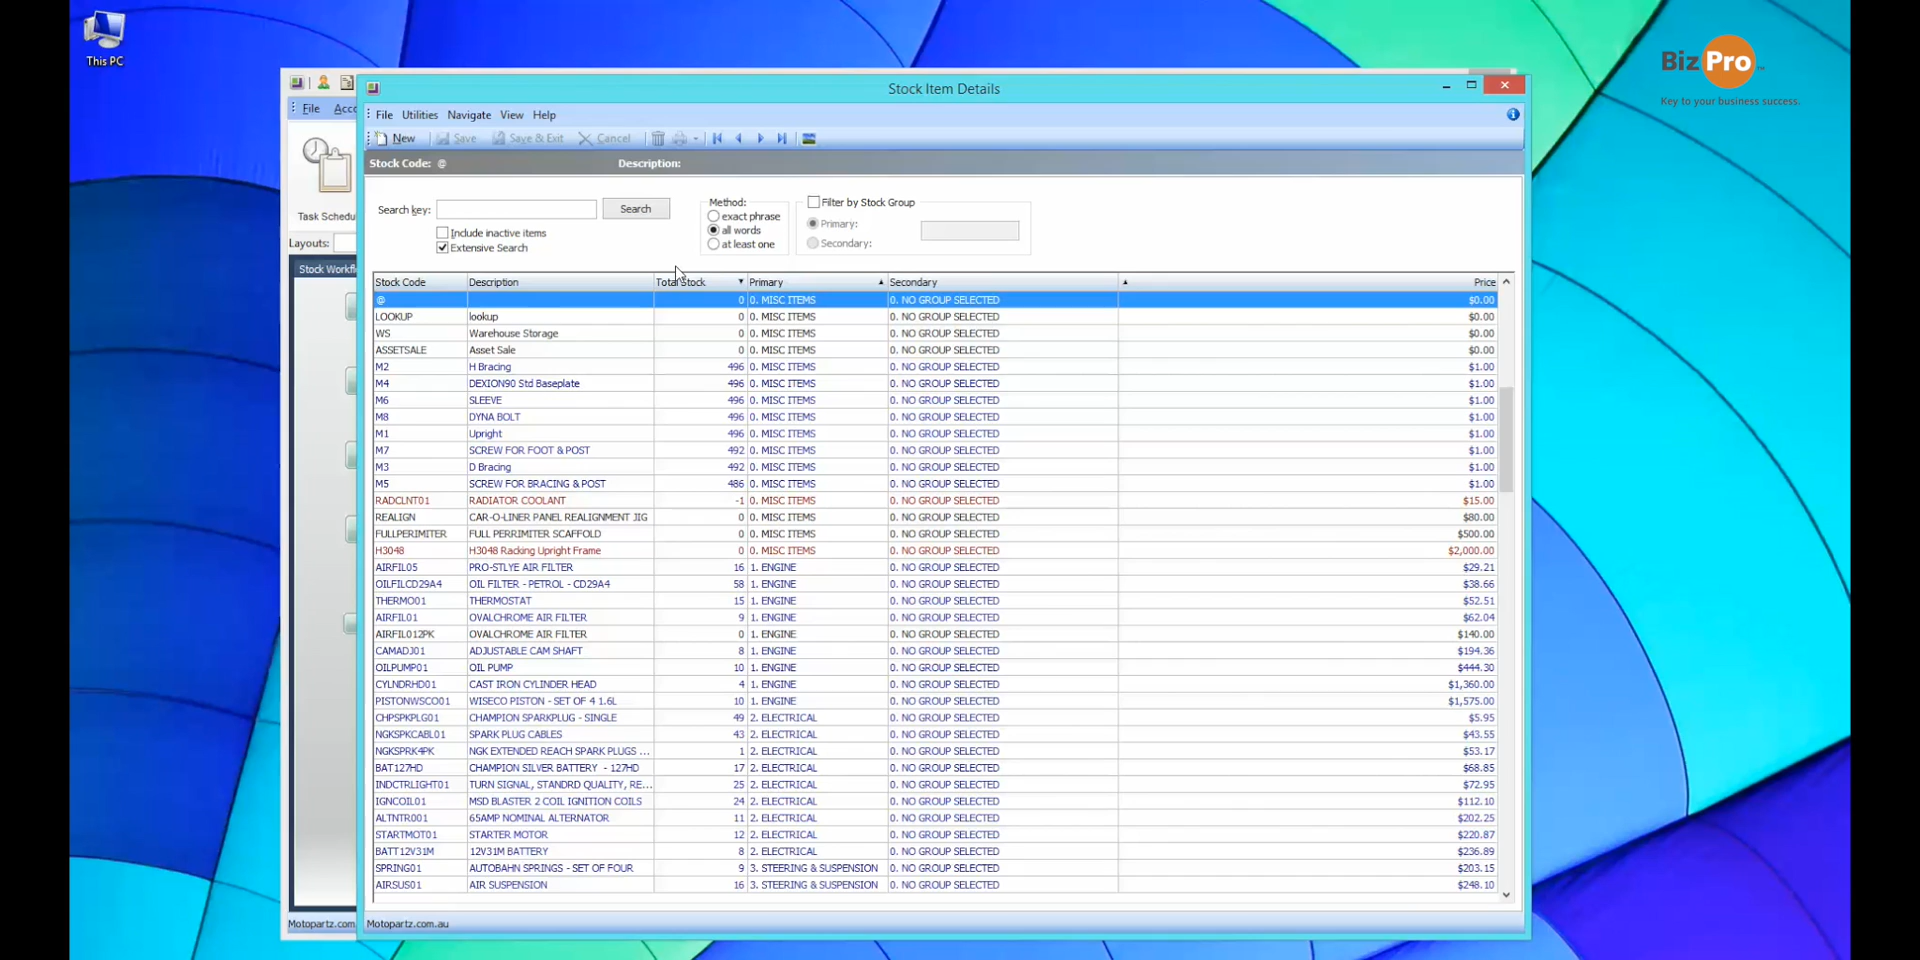 This PC
Biz Pro™
Key to your business success.
Stock Item Details
File Acco
File Utilities Navigate View Help
New Save Save & Exit Cancel
Stock Code: @ Description:
Task Schedu
Layouts:
Stock Workflo
Search key: Search
Include inactive items
Extensive Search
Method:
exact phrase
all words
at least one
Filter by Stock Group
Primary:
Secondary:
Stock Code Description Total Stock Primary Secondary Price
@ 0 0. MISC ITEMS 0. NO GROUP SELECTED $0.00
LOOKUP lookup 0 0. MISC ITEMS 0. NO GROUP SELECTED $0.00
WS Warehouse Storage 0 0. MISC ITEMS 0. NO GROUP SELECTED $0.00
ASSETSALE Asset Sale 0 0. MISC ITEMS 0. NO GROUP SELECTED $0.00
M2 H Bracing 496 0. MISC ITEMS 0. NO GROUP SELECTED $1.00
M4 DEXION90 Std Baseplate 496 0. MISC ITEMS 0. NO GROUP SELECTED $1.00
M6 SLEEVE 496 0. MISC ITEMS 0. NO GROUP SELECTED $1.00
M8 DYNA BOLT 496 0. MISC ITEMS 0. NO GROUP SELECTED $1.00
M1 Upright 496 0. MISC ITEMS 0. NO GROUP SELECTED $1.00
M7 SCREW FOR FOOT & POST 492 0. MISC ITEMS 0. NO GROUP SELECTED $1.00
M3 D Bracing 492 0. MISC ITEMS 0. NO GROUP SELECTED $1.00
M5 SCREW FOR BRACING & POST 486 0. MISC ITEMS 0. NO GROUP SELECTED $1.00
RADCLNT01 RADIATOR COOLANT -1 0. MISC ITEMS 0. NO GROUP SELECTED $15.00
REALIGN CAR-O-LINER PANEL REALIGNMENT JIG 0 0. MISC ITEMS 0. NO GROUP SELECTED $80.00
FULLPERIMITER FULL PERRIMITER SCAFFOLD 0 0. MISC ITEMS 0. NO GROUP SELECTED $500.00
H3048 H3048 Racking Upright Frame 0 0. MISC ITEMS 0. NO GROUP SELECTED $2,000.00
AIRFIL05 PRO-STLYE AIR FILTER 16 1. ENGINE 0. NO GROUP SELECTED $29.21
OILFILCD29A4 OIL FILTER - PETROL - CD29A4 58 1. ENGINE 0. NO GROUP SELECTED $38.66
THERMO01 THERMOSTAT 15 1. ENGINE 0. NO GROUP SELECTED $52.51
AIRFIL01 OVALCHROME AIR FILTER 9 1. ENGINE 0. NO GROUP SELECTED $62.04
AIRFIL012PK OVALCHROME AIR FILTER 0 1. ENGINE 0. NO GROUP SELECTED $140.00
CAMADJ01 ADJUSTABLE CAM SHAFT 8 1. ENGINE 0. NO GROUP SELECTED $194.36
OILPUMP01 OIL PUMP 10 1. ENGINE 0. NO GROUP SELECTED $444.30
CYLNDRHD01 CAST IRON CYLINDER HEAD 4 1. ENGINE 0. NO GROUP SELECTED $1,360.00
PISTONWSCO01 WISECO PISTON - SET OF 4 1.6L 10 1. ENGINE 0. NO GROUP SELECTED $1,575.00
CHPSPKPLG01 CHAMPION SPARKPLUG - SINGLE 49 2. ELECTRICAL 0. NO GROUP SELECTED $5.95
NGKSPKCABL01 SPARK PLUG CABLES 43 2. ELECTRICAL 0. NO GROUP SELECTED $43.55
NGKSPRK4PK NGK EXTENDED REACH SPARK PLUGS ... 1 2. ELECTRICAL 0. NO GROUP SELECTED $53.17
BAT127HD CHAMPION SILVER BATTERY - 127HD 17 2. ELECTRICAL 0. NO GROUP SELECTED $68.85
INDCTRLIGHT01 TURN SIGNAL, STANDRD QUALITY, RE... 25 2. ELECTRICAL 0. NO GROUP SELECTED $72.95
IGNCOIL01 MSD BLASTER 2 COIL IGNITION COILS 24 2. ELECTRICAL 0. NO GROUP SELECTED $112.10
ALTNTR001 65AMP NOMINAL ALTERNATOR 11 2. ELECTRICAL 0. NO GROUP SELECTED $202.25
STARTMOT01 STARTER MOTOR 12 2. ELECTRICAL 0. NO GROUP SELECTED $220.87
BATT12V31M 12V31M BATTERY 8 2. ELECTRICAL 0. NO GROUP SELECTED $236.89
SPRING01 AUTOBAHN SPRINGS - SET OF FOUR 9 3. STEERING & SUSPENSION 0. NO GROUP SELECTED $203.15
AIRSUS01 AIR SUSPENSION 16 3. STEERING & SUSPENSION 0. NO GROUP SELECTED $248.10
Motopartz.com.
Motopartz.com.au